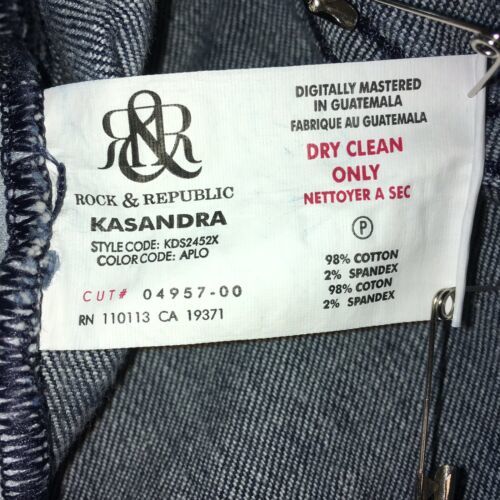 R&R
ROCK & REPUBLIC
KASANDRA
STYLE CODE: KDS2452X
COLOR CODE: APLO
CUT# 04957-00
RN 110113 CA 19371
DIGITALLY MASTERED
IN GUATEMALA
FABRIQUE AU GUATEMALA
DRY CLEAN
ONLY
NETTOYER A SEC
P
98% COTTON
2% SPANDEX
98% COTON
2% SPANDEX